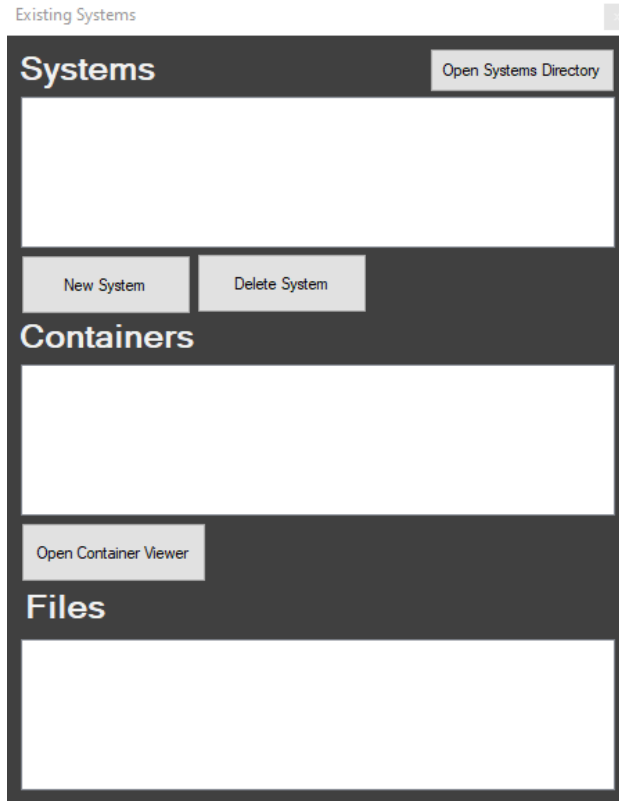 Existing Systems
Systems
Open Systems Directory
New System
Delete System
Containers
Open Container Viewer
Files